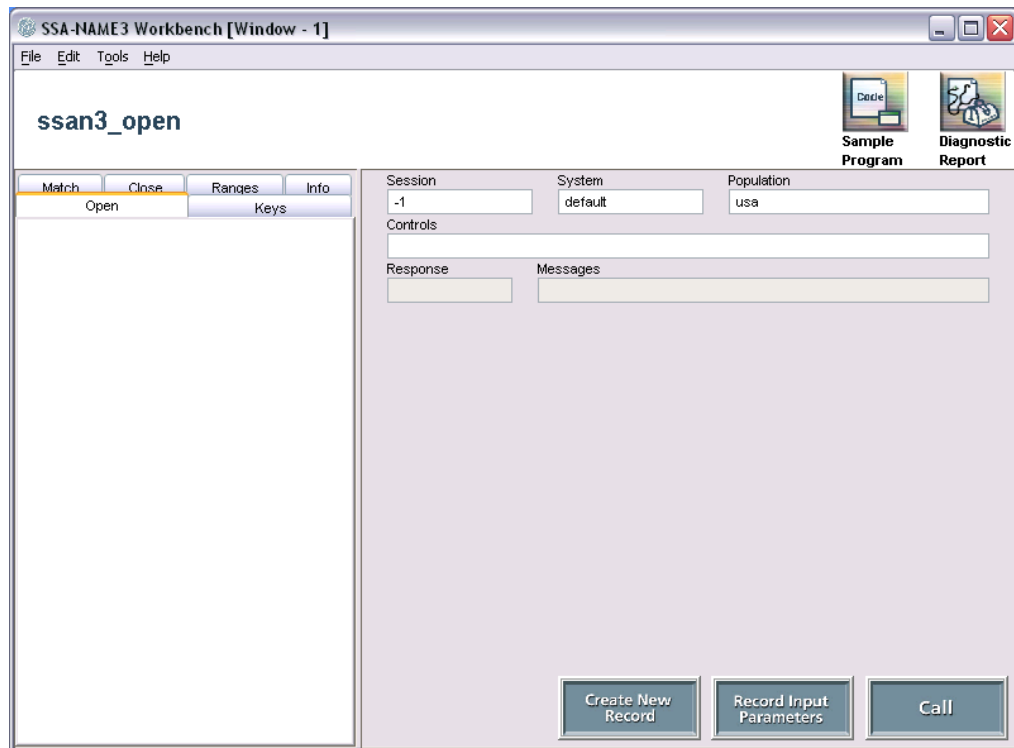 SSA-NAME3 Workbench [Window - 1]
File Edit Tools Help
ssan3_open
Code
Sample Program
Diagnostic Report
Match Close Ranges Info
Open Keys
Session System Population
-1 default usa
Controls
Response Messages
Create New Record
Record Input Parameters
Call